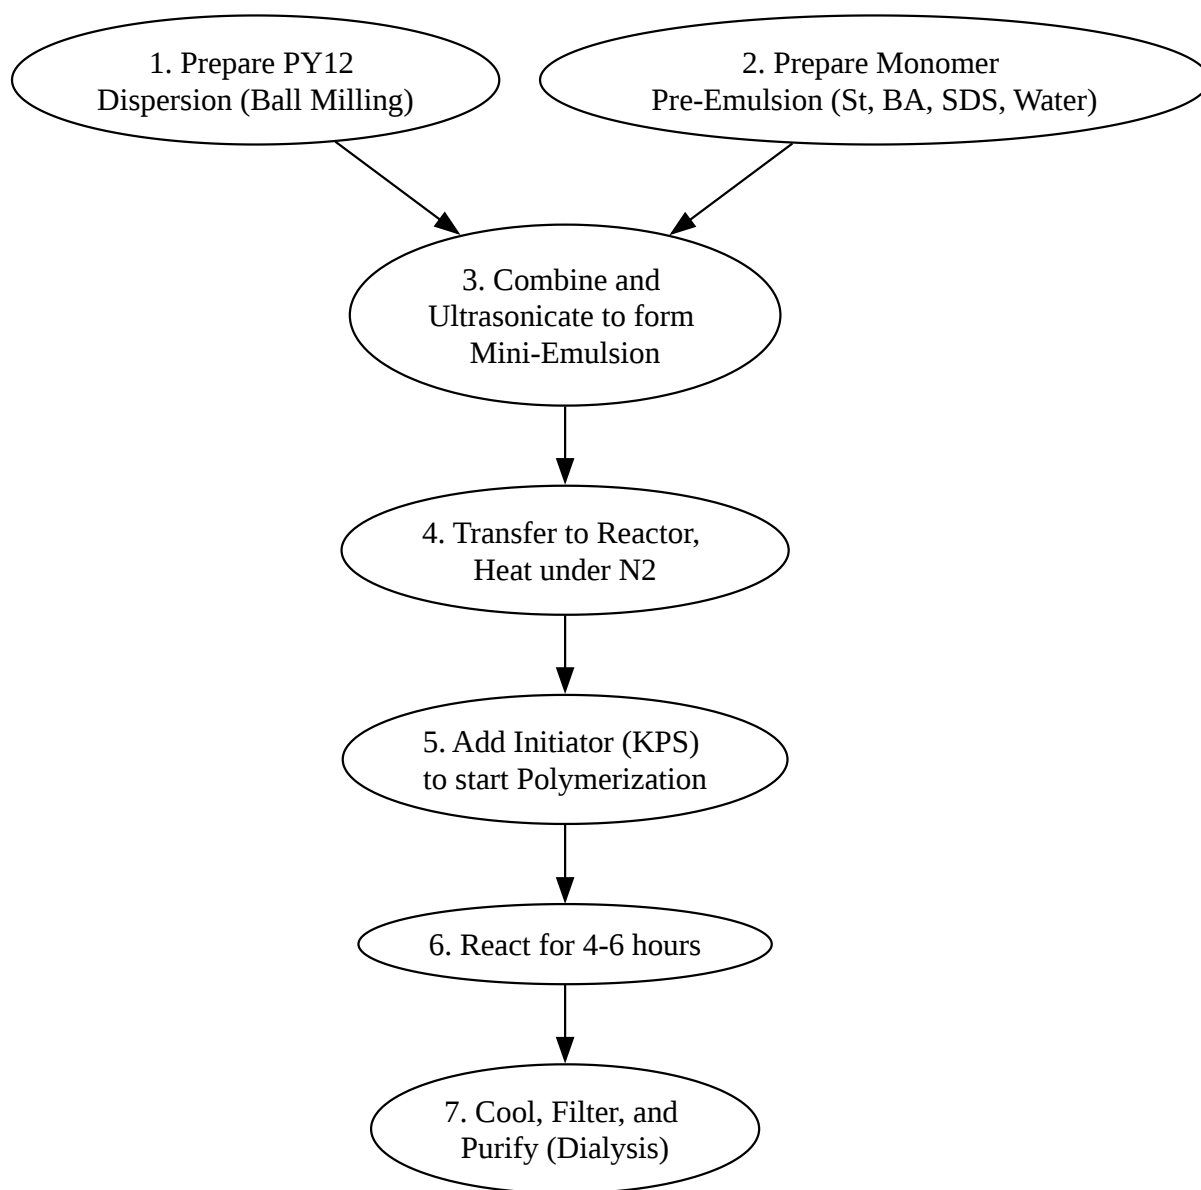 1. Prepare PY12
Dispersion (Ball Milling)
2. Prepare Monomer
Pre-Emulsion (St, BA, SDS, Water)
3. Combine and
Ultrasonicate to form
Mini-Emulsion
4. Transfer to Reactor,
Heat under N2
5. Add Initiator (KPS)
to start Polymerization
6. React for 4-6 hours
7. Cool, Filter, and
Purify (Dialysis)